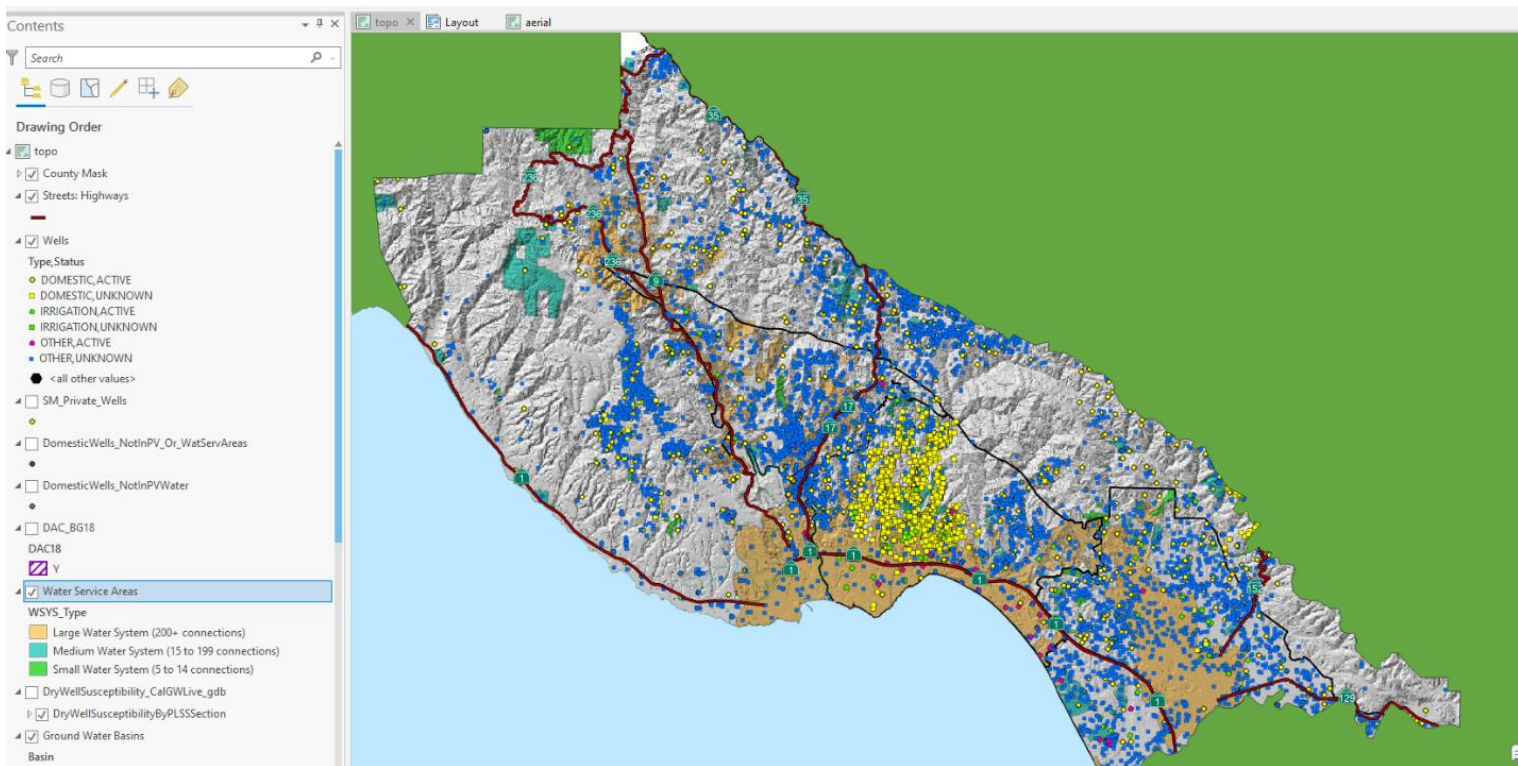 Contents
topo
Layout
aerial
Search
Drawing Order
topo
County Mask
Streets: Highways
Wells
Type,Status
DOMESTIC,ACTIVE
DOMESTIC,UNKNOWN
IRRIGATION,ACTIVE
IRRIGATION,UNKNOWN
OTHER,ACTIVE
OTHER,UNKNOWN
<all other values>
SM_Private_Wells
DomesticWells_NotInPV_Or_WatServAreas
DomesticWells_NotInPVWater
DAC_BG18
DAC18
Y
Water Service Areas
WSYS_Type
Large Water System (200+ connections)
Medium Water System (15 to 199 connections)
Small Water System (5 to 14 connections)
DryWellSusceptibility_CalGWLive_gdb
DryWellSusceptibilityByPLSSSection
Ground Water Basins
Basin
35
236
35
236
236
9
17
17
1
1
1
1
1
152
1
1
129